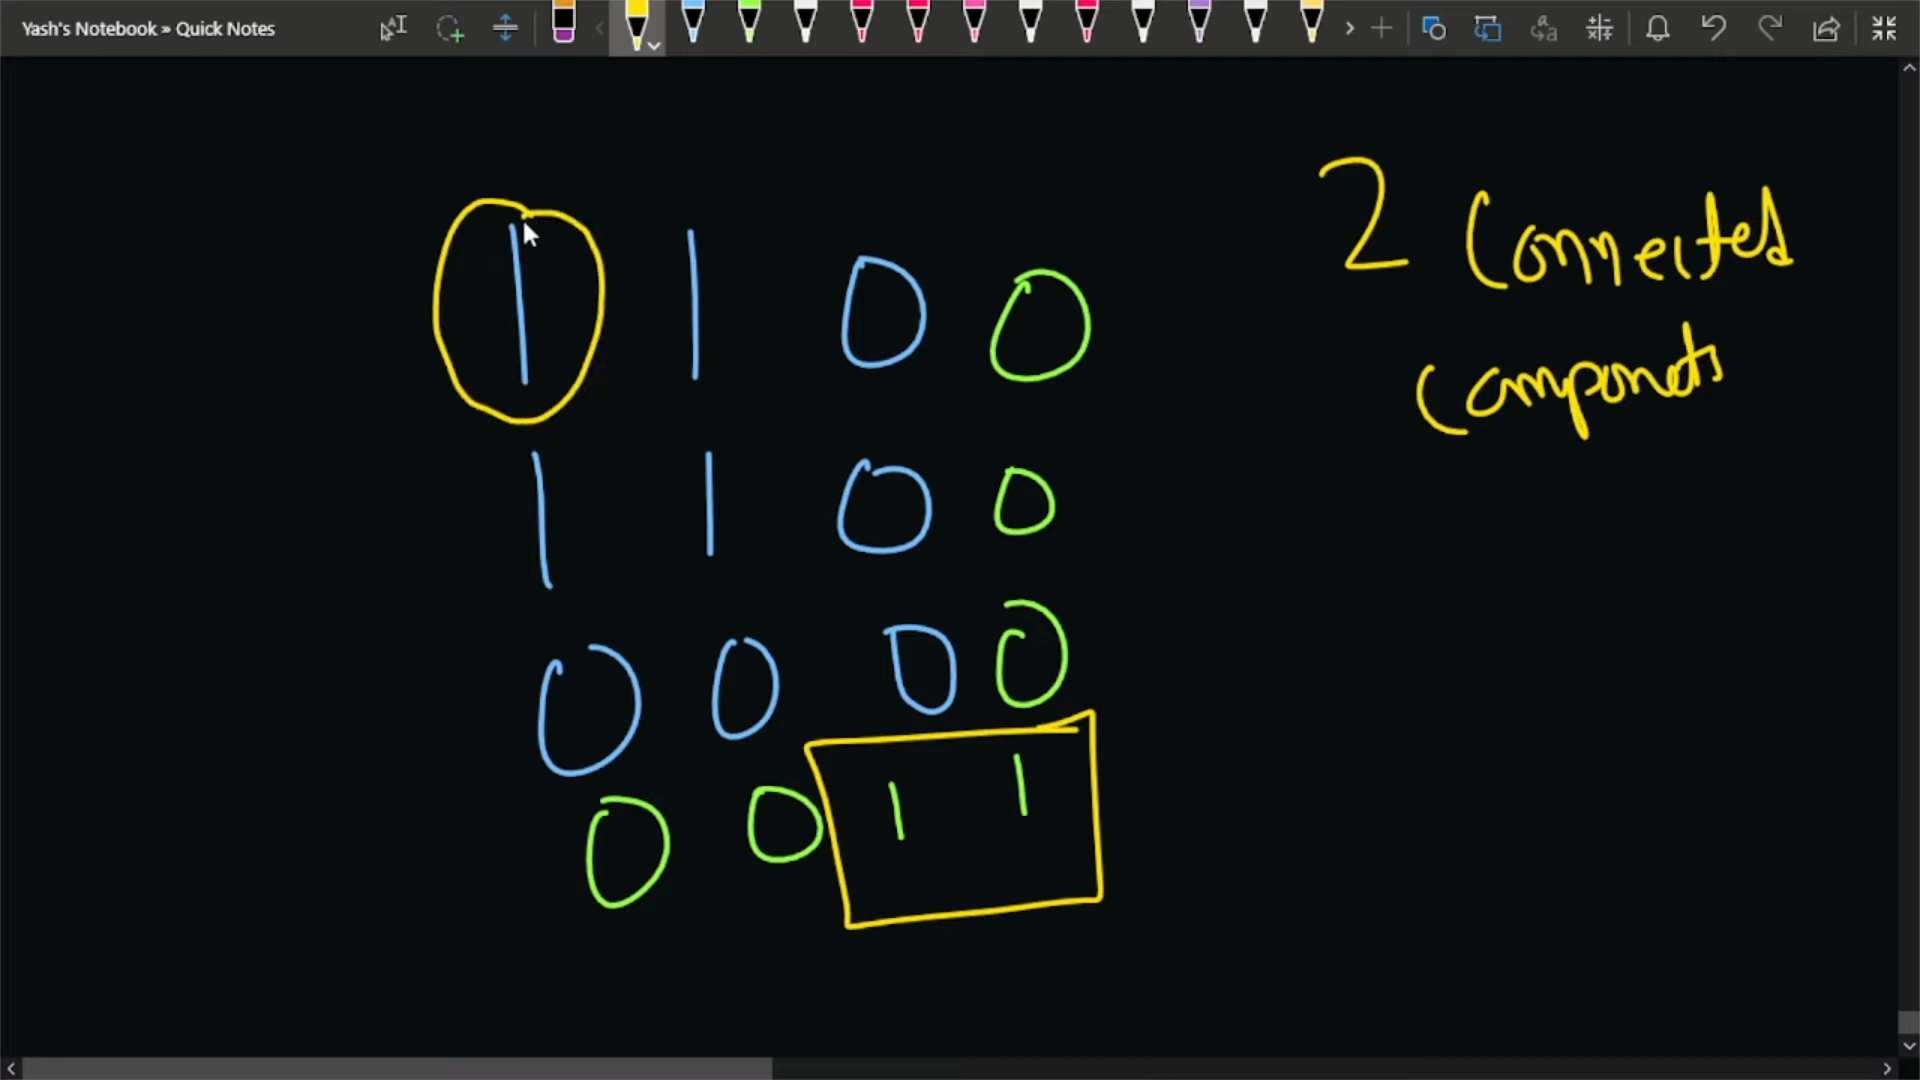 Yash's Notebook » Quick Notes
2 Connected
components
1 1 0 0
1 1 0 0
0 0 0 0
0 0 1 1